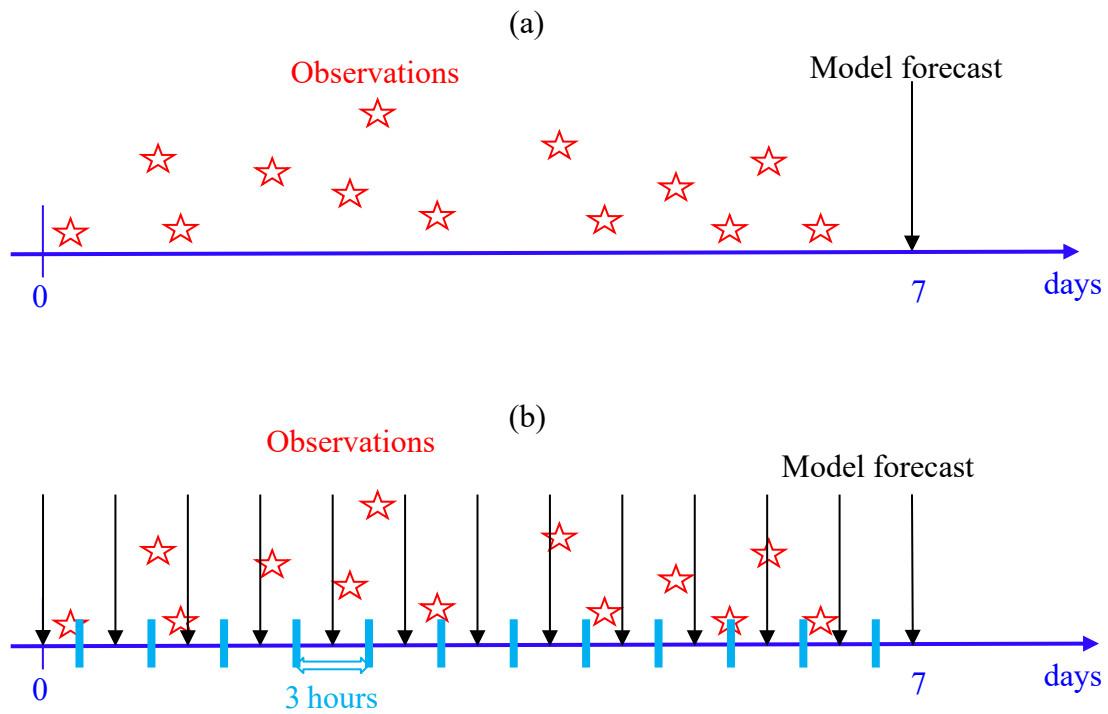 (a)
Observations
Model forecast
0
7
days
(b)
Observations
Model forecast
0
3 hours
7
days